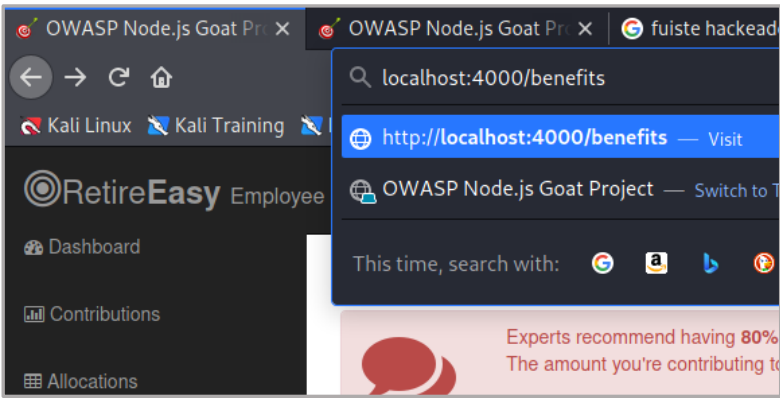 OWASP Node.js Goat Pro
OWASP Node.js Goat Pro
fuiste hackead
localhost:4000/benefits
Kali Linux Kali Training
http://localhost:4000/benefits — Visit
RetireEasy Employee
OWASP Node.js Goat Project — Switch to T
Dashboard
This time, search with:
Contributions
Experts recommend having 80%
The amount you're contributing to
Allocations